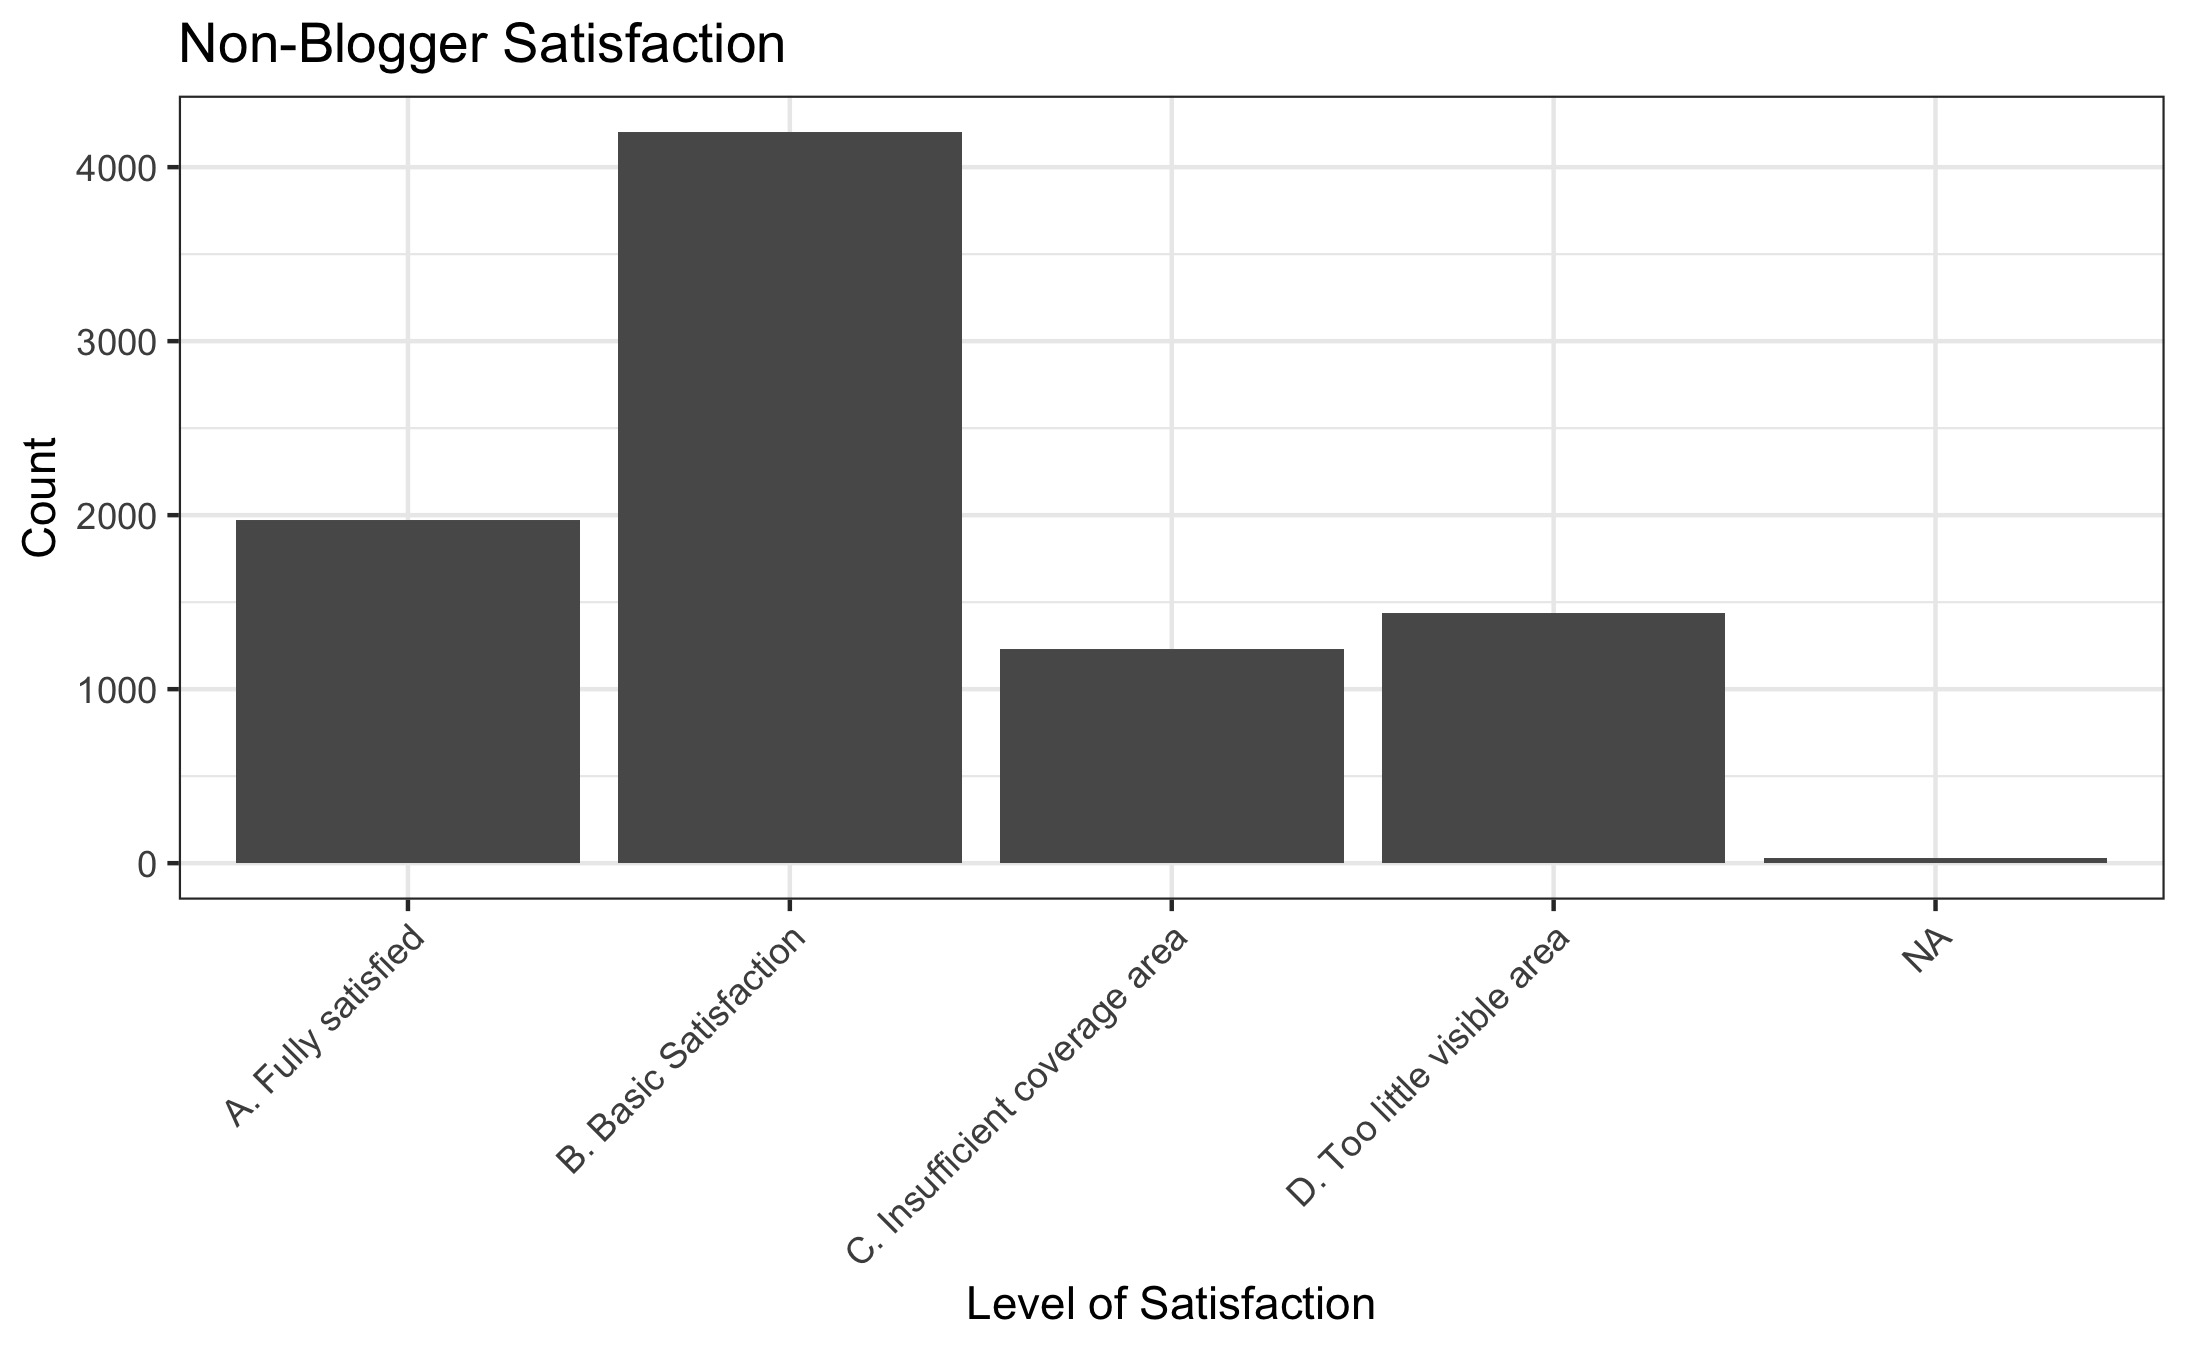 Non-Blogger Satisfaction
Count
4000
3000
2000
1000
0
A. Fully satisfied
B. Basic Satisfaction
C. Insufficient coverage area
D. Too little visible area
NA
Level of Satisfaction